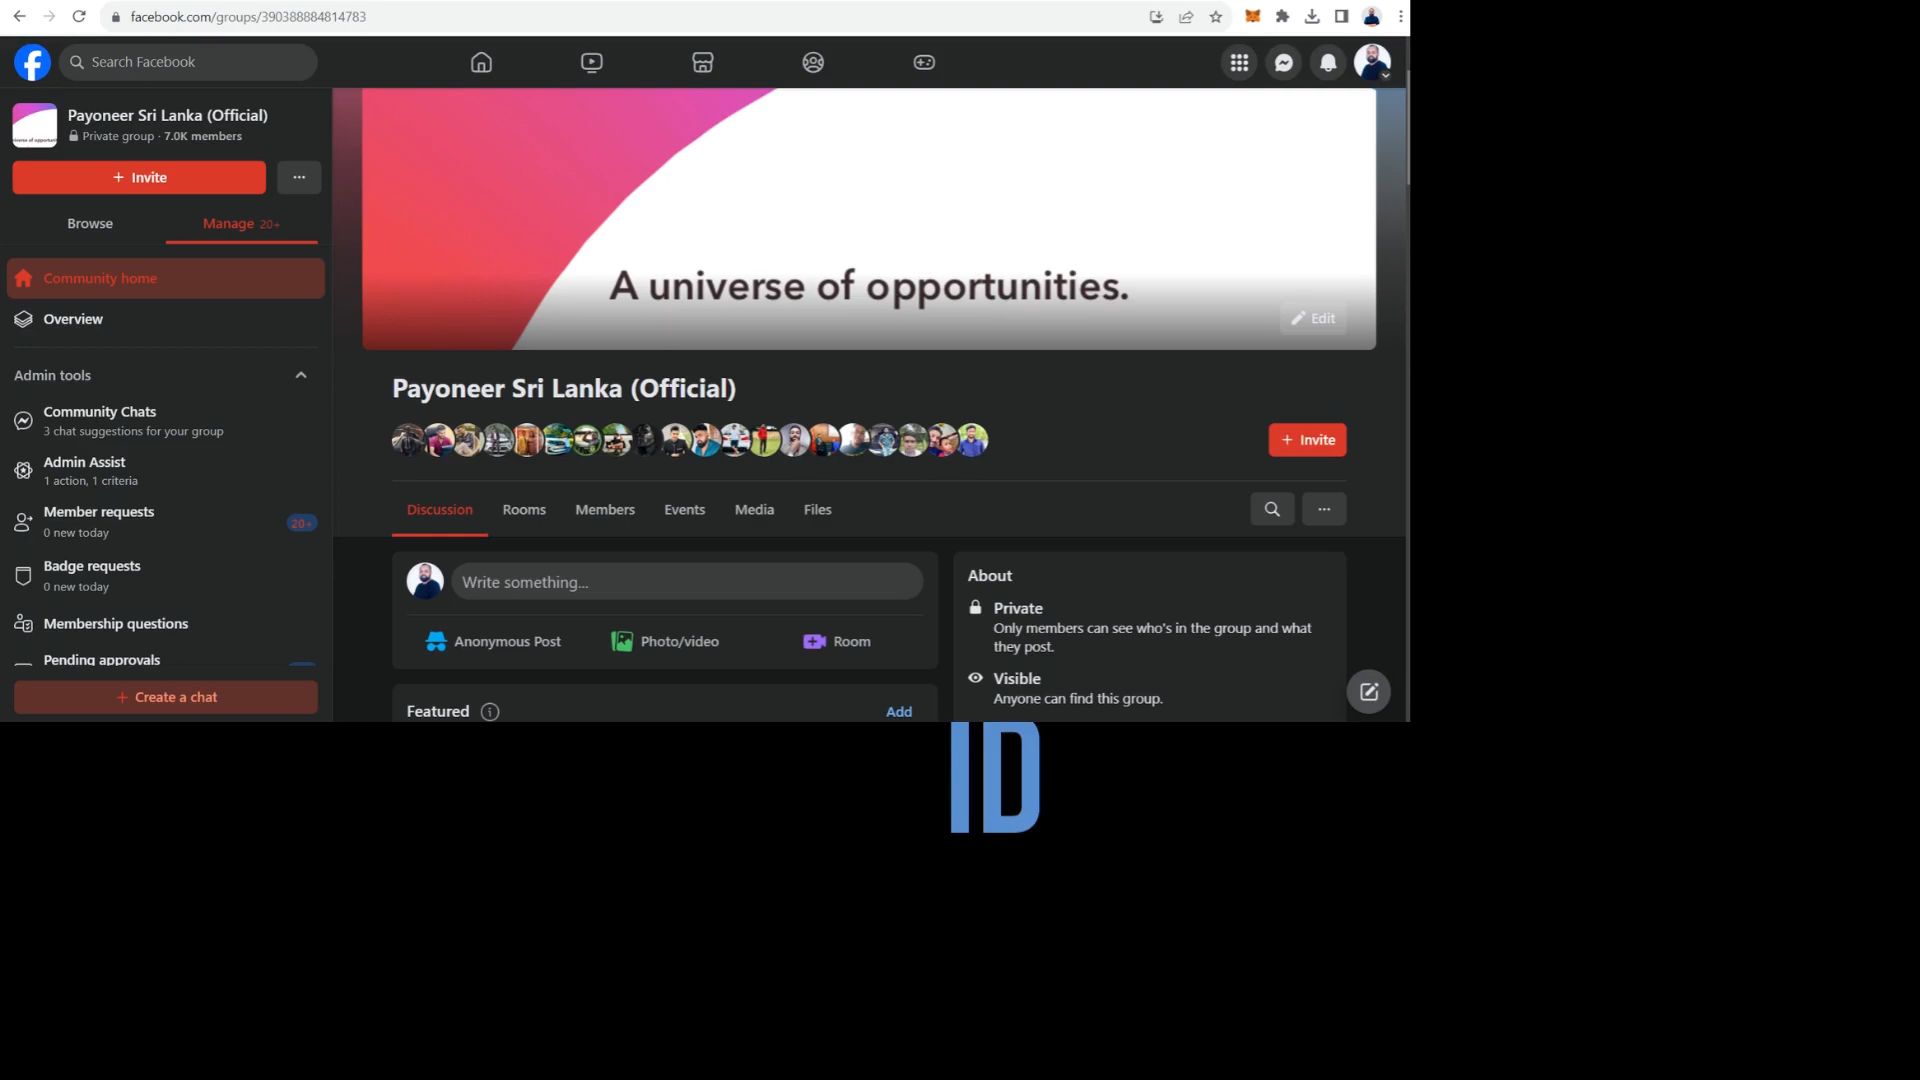 facebook.com/groups/390388884814783
Search Facebook
Payoneer Sri Lanka (Official)
Private group · 7.0K members
+ Invite
Browse
Manage 20+
Community home
Overview
Admin tools
Community Chats
3 chat suggestions for your group
Admin Assist
1 action, 1 criteria
Member requests
0 new today
20+
Badge requests
0 new today
Membership questions
Pending approvals
+ Create a chat
A universe of opportunities.
Edit
Payoneer Sri Lanka (Official)
+ Invite
Discussion
Rooms
Members
Events
Media
Files
Write something...
Anonymous Post
Photo/video
Room
Featured
Add
About
Private
Only members can see who's in the group and what
they post.
Visible
Anyone can find this group.
ID